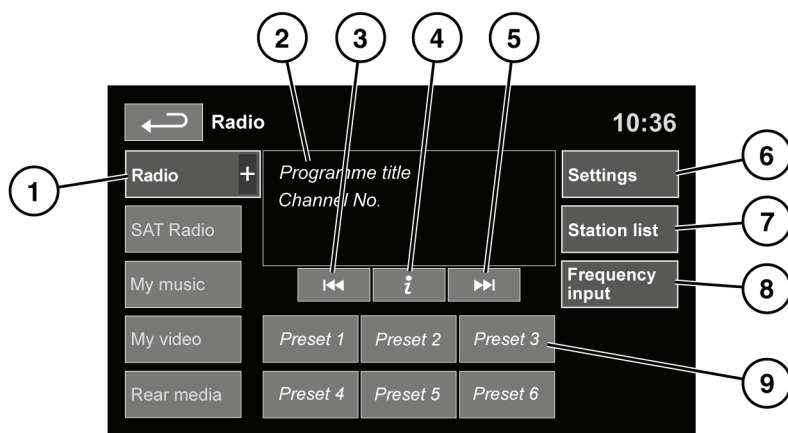 2
3
4
5
Radio
10:36
1
Radio +
Programme title
Channel No.
Settings
6
SAT Radio
Station list
7
My music
i
Frequency
input
8
My video
Preset 1
Preset 2
Preset 3
Rear media
Preset 4
Preset 5
Preset 6
9